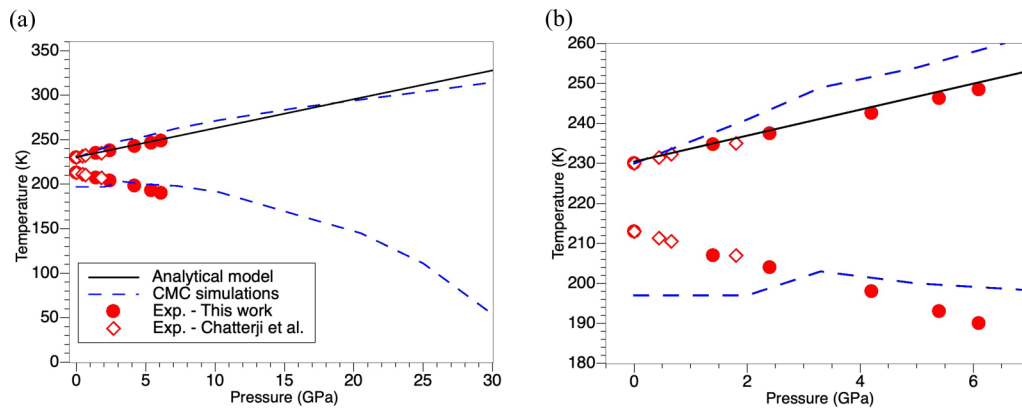 (a)
(b)
350
300
250
200
150
100
50
0
Temperature (K)
Analytical model
CMC simulations
Exp. - This work
Exp. - Chatterji et al.
0 5 10 15 20 25 30
Pressure (GPa)
260
250
240
230
220
210
200
190
180
Temperature (K)
0 2 4 6
Pressure (GPa)